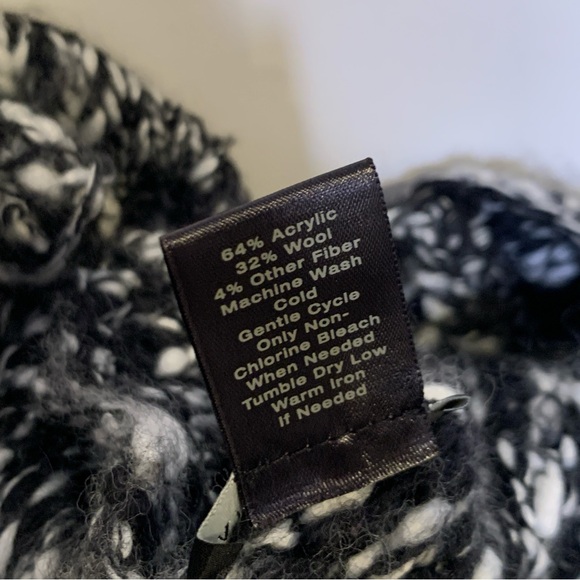 64% Acrylic
32% Wool
4% Other Fiber
Machine Wash
Cold
Gentle Cycle
Only Non-
Chlorine Bleach
When Needed
Tumble Dry Low
Warm Iron
If Needed